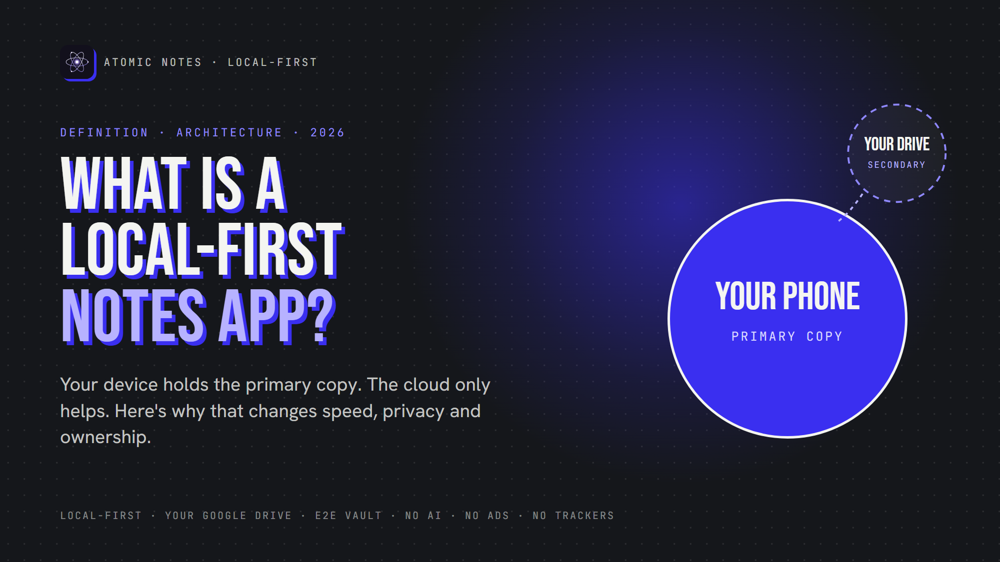 ATOMIC NOTES · LOCAL-FIRST
DEFINITION · ARCHITECTURE · 2026
WHAT IS A
LOCAL-FIRST
NOTES APP?
Your device holds the primary copy. The cloud only
helps. Here's why that changes speed, privacy and
ownership.
YOUR DRIVE
SECONDARY
YOUR PHONE
PRIMARY COPY
LOCAL-FIRST · YOUR GOOGLE DRIVE · E2E VAULT · NO AI · NO ADS · NO TRACKERS